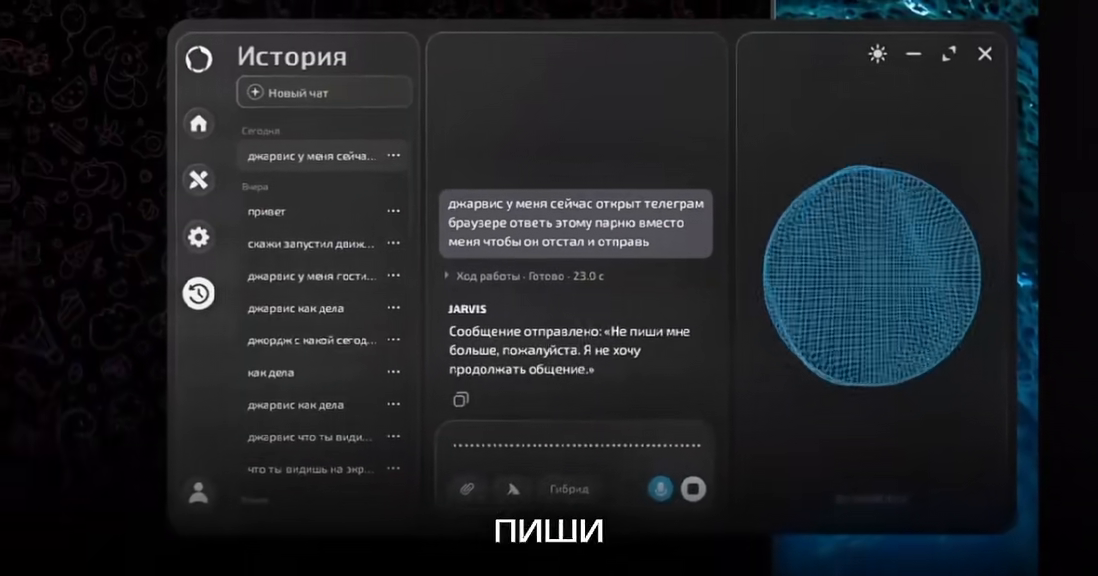 История
Новый чат
Сегодня
джарвис у меня сейча...
Вчера
привет
скажи запустил движ...
джарвис у меня гости...
джарвис как дела
джордж с какой сегод...
как дела
джарвис как дела
джарвис что ты види...
что ты видишь на экр...
джарвис у меня сейчас открыт телеграм
браузере ответь этому парню вместо
меня чтобы он отстал и отправь
Ход работы · Готово · 23.0 с
JARVIS
Сообщение отправлено: «Не пиши мне
больше, пожалуйста. Я не хочу
продолжать общение.»
Гибрид
ПИШИ